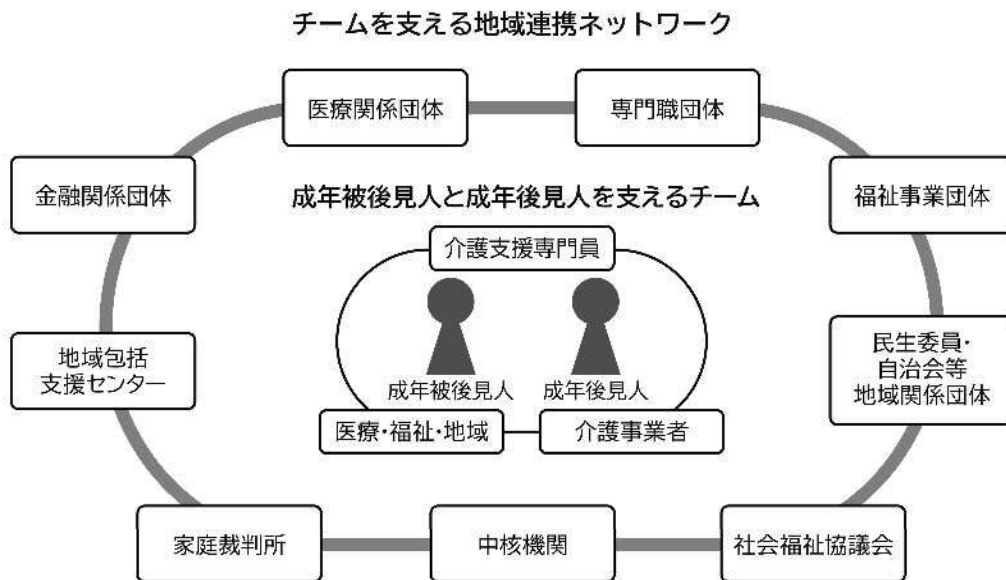 チームを支える地域連携ネットワーク
医療関係団体
専門職団体
金融関係団体
成年被後見人と成年後見人を支えるチーム
福祉事業団体
介護支援専門員
地域包括
支援センター
民生委員・
自治会等
地域関係団体
成年被後見人
成年後見人
医療・福祉・地域
介護事業者
家庭裁判所
中核機関
社会福祉協議会